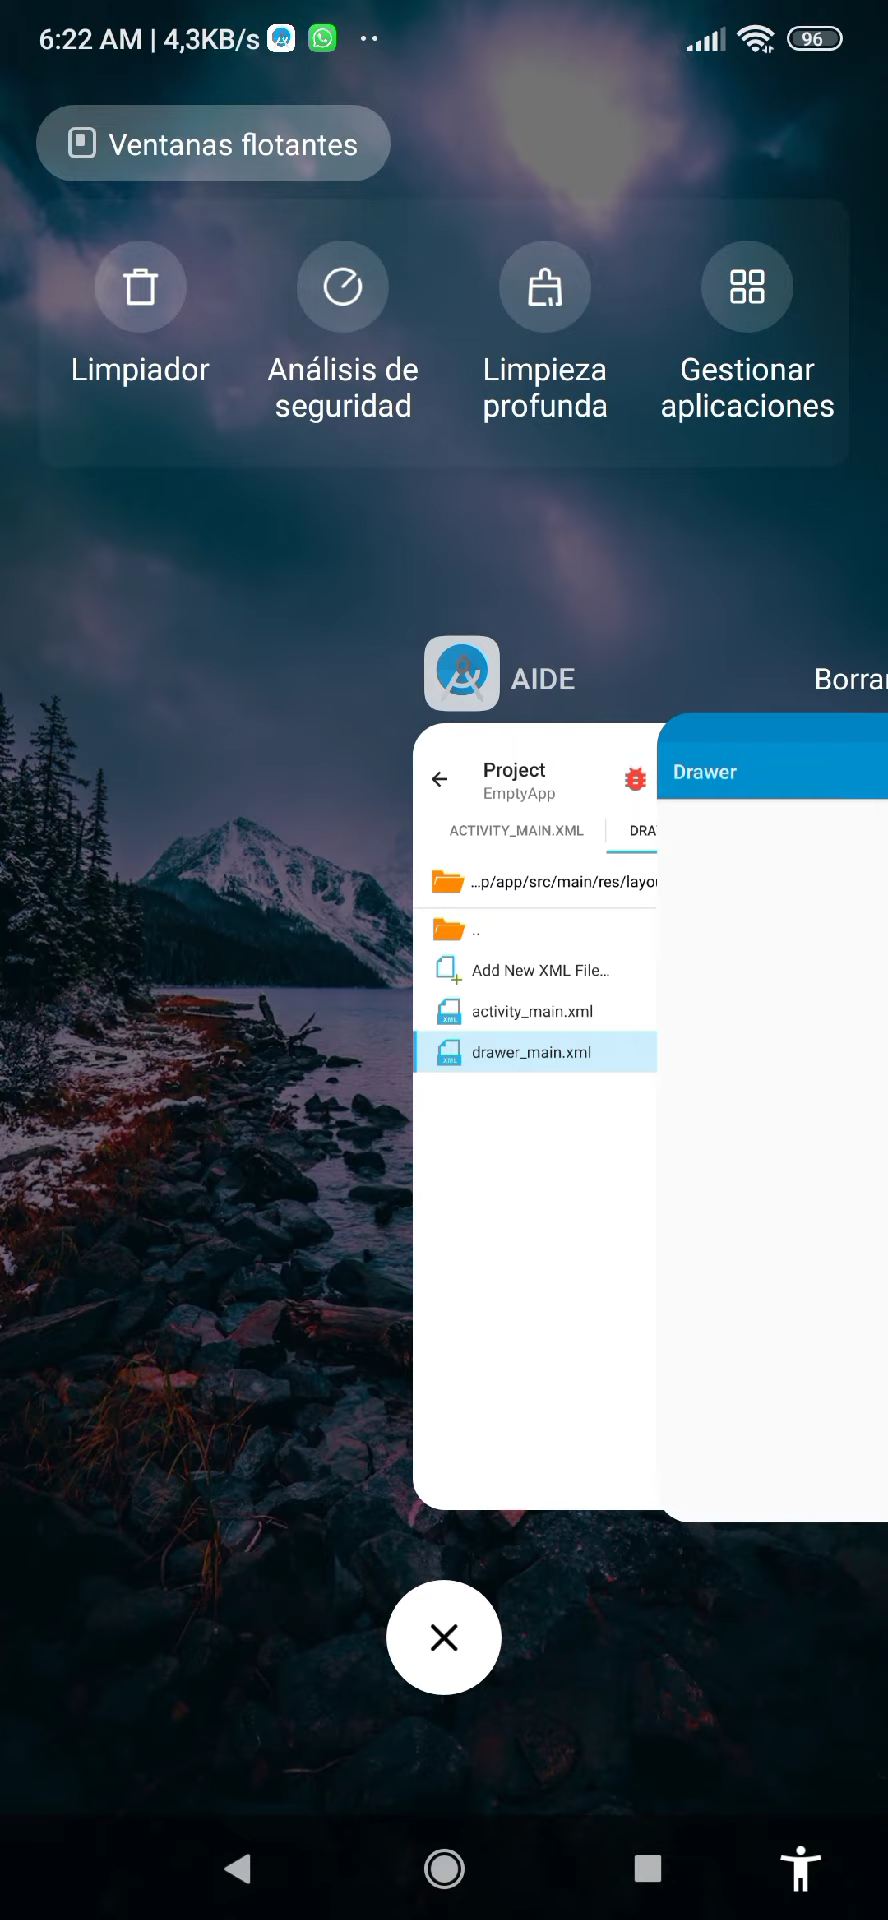 6:22 AM | 4,3KB/s
96
Ventanas flotantes
Limpiador
Análisis de
seguridad
Limpieza
profunda
Gestionar
aplicaciones
AIDE
Borrar
Project
EmptyApp
Drawer
ACTIVITY_MAIN.XML
DRA
...p/app/src/main/res/layou
..
Add New XML File...
activity_main.xml
drawer_main.xml